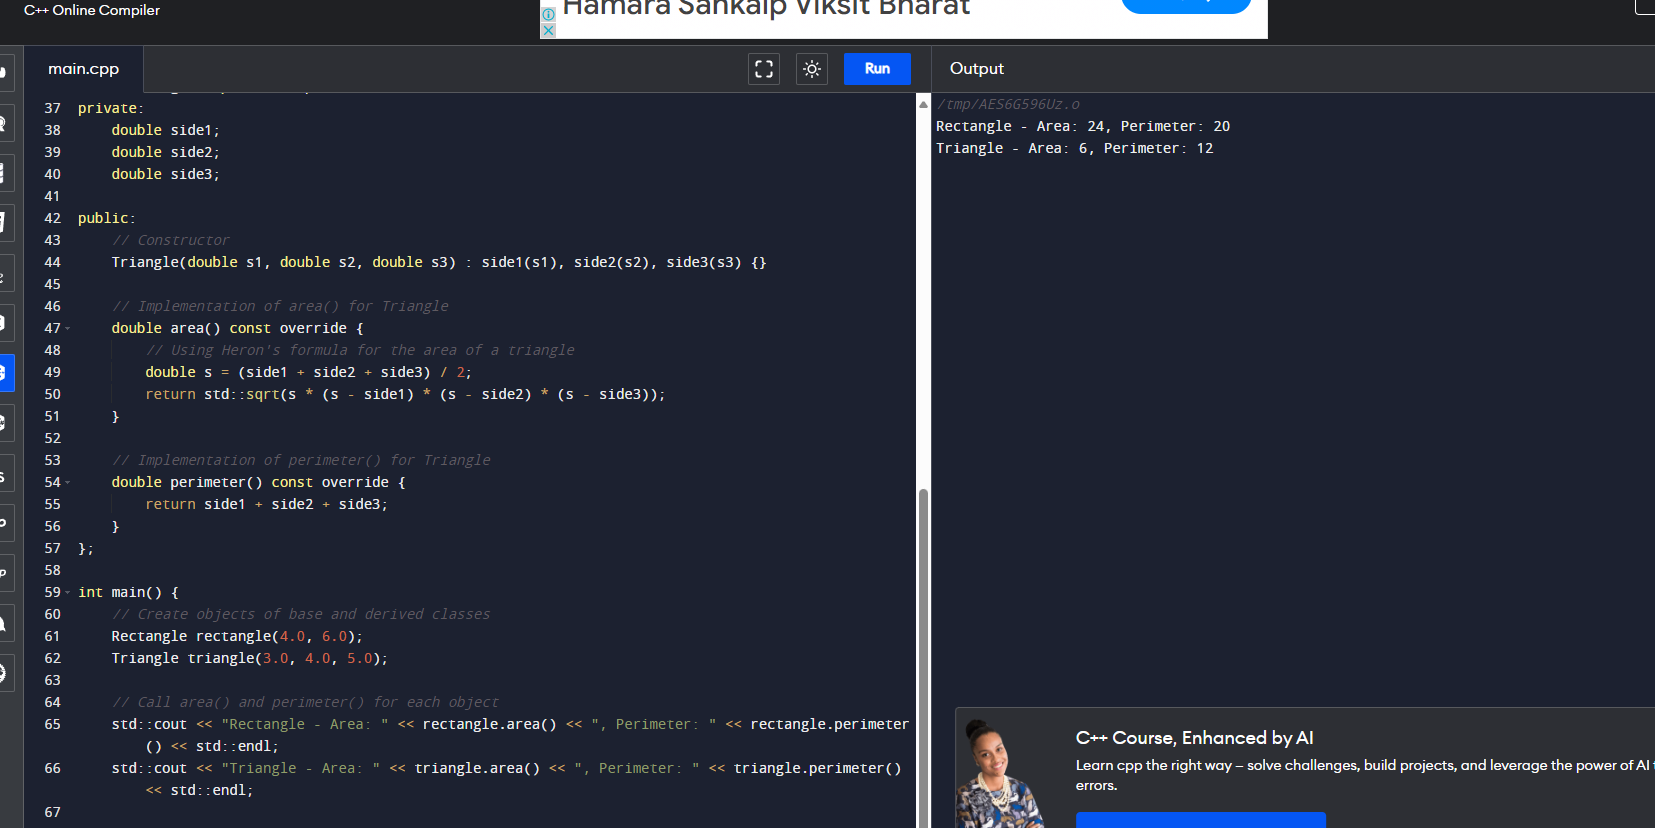 C++ Online Compiler
Hamara Sankalp Viksit Bharat
main.cpp
Run
Output
37 private:
38     double side1;
39     double side2;
40     double side3;
41
42 public:
43     // Constructor
44     Triangle(double s1, double s2, double s3) : side1(s1), side2(s2), side3(s3) {}
45
46     // Implementation of area() for Triangle
47     double area() const override {
48         // Using Heron's formula for the area of a triangle
49         double s = (side1 + side2 + side3) / 2;
50         return std::sqrt(s * (s - side1) * (s - side2) * (s - side3));
51     }
52
53     // Implementation of perimeter() for Triangle
54     double perimeter() const override {
55         return side1 + side2 + side3;
56     }
57 };
58
59 int main() {
60     // Create objects of base and derived classes
61     Rectangle rectangle(4.0, 6.0);
62     Triangle triangle(3.0, 4.0, 5.0);
63
64     // Call area() and perimeter() for each object
65     std::cout << "Rectangle - Area: " << rectangle.area() << ", Perimeter: " << rectangle.perimeter
() << std::endl;
66     std::cout << "Triangle - Area: " << triangle.area() << ", Perimeter: " << triangle.perimeter()
<< std::endl;
67
/tmp/AES6G596Uz.o
Rectangle - Area: 24, Perimeter: 20
Triangle - Area: 6, Perimeter: 12
C++ Course, Enhanced by AI
Learn cpp the right way – solve challenges, build projects, and leverage the power of AI
errors.